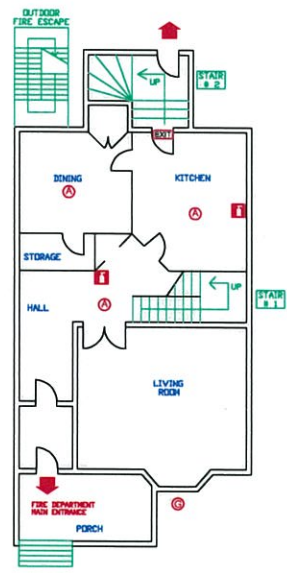 OUTDOOR
FIRE ESCAPE
UP
STAIR
# 2
EXIT
DINING
KITCHEN
A
A
STORAGE
A
HALL
UP
STAIR
# 1
LIVING
ROOM
FIRE DEPARTMENT
MAIN ENTRANCE
G
PORCH